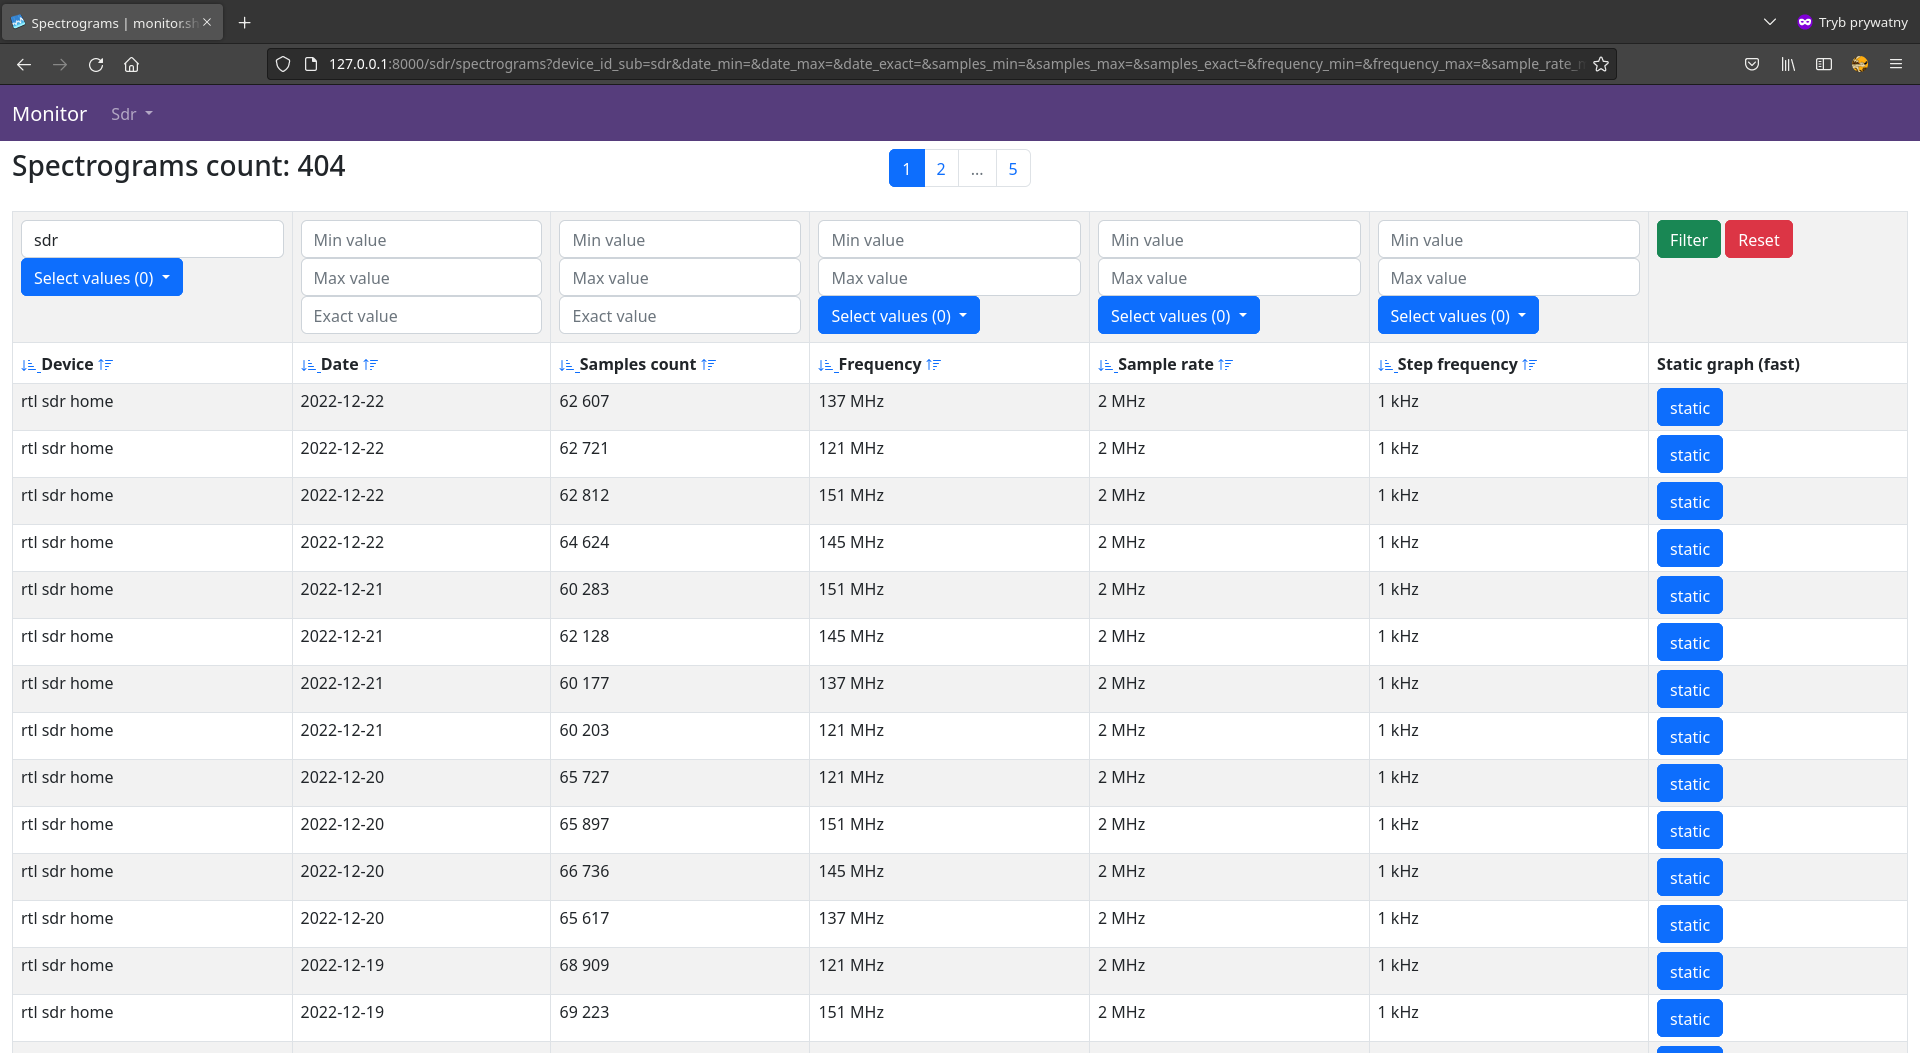 Spectrograms | monitor.sh
Tryb prywatny
127.0.0.1:8000/sdr/spectrograms?device_id_sub=sdr&date_min=&date_max=&date_exact=&samples_min=&samples_max=&samples_exact=&frequency_min=&frequency_max=&sample_rate_
Monitor Sdr
Spectrograms count: 404
1 2 ... 5
sdr Min value Min value Min value Min value Min value Filter Reset
Select values (0) Max value Max value Max value Max value Max value
Exact value Exact value Select values (0) Select values (0) Select values (0)
Device Date Samples count Frequency Sample rate Step frequency Static graph (fast)
rtl sdr home 2022-12-22 62 607 137 MHz 2 MHz 1 kHz static
rtl sdr home 2022-12-22 62 721 121 MHz 2 MHz 1 kHz static
rtl sdr home 2022-12-22 62 812 151 MHz 2 MHz 1 kHz static
rtl sdr home 2022-12-22 64 624 145 MHz 2 MHz 1 kHz static
rtl sdr home 2022-12-21 60 283 151 MHz 2 MHz 1 kHz static
rtl sdr home 2022-12-21 62 128 145 MHz 2 MHz 1 kHz static
rtl sdr home 2022-12-21 60 177 137 MHz 2 MHz 1 kHz static
rtl sdr home 2022-12-21 60 203 121 MHz 2 MHz 1 kHz static
rtl sdr home 2022-12-20 65 727 121 MHz 2 MHz 1 kHz static
rtl sdr home 2022-12-20 65 897 151 MHz 2 MHz 1 kHz static
rtl sdr home 2022-12-20 66 736 145 MHz 2 MHz 1 kHz static
rtl sdr home 2022-12-20 65 617 137 MHz 2 MHz 1 kHz static
rtl sdr home 2022-12-19 68 909 121 MHz 2 MHz 1 kHz static
rtl sdr home 2022-12-19 69 223 151 MHz 2 MHz 1 kHz static